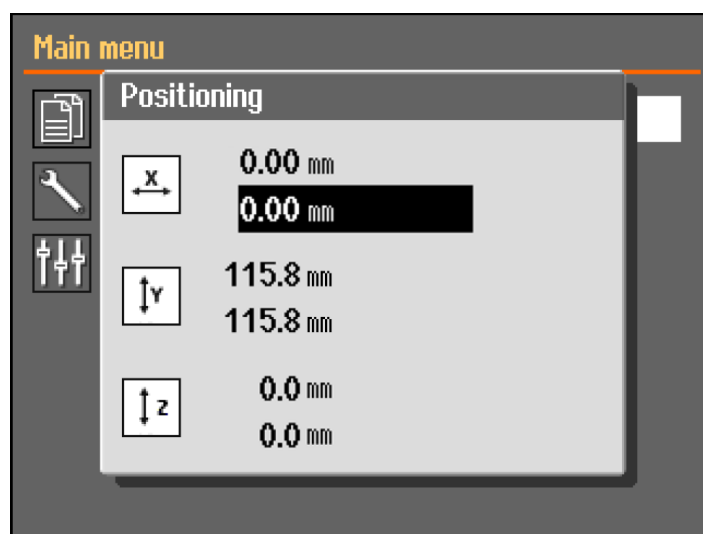 Main menu
Positioning
X
0.00 mm
0.00 mm
Y
115.8 mm
115.8 mm
Z
0.0 mm
0.0 mm